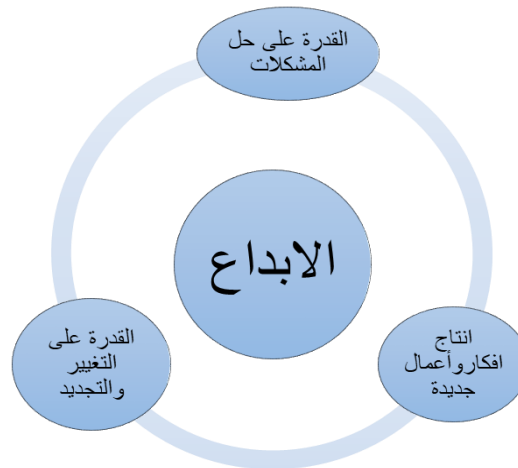 القدرة على حل
المشكلات
الابداع
انتاج
افكاروأعمال
جديدة
القدرة على
التغيير
والتجديد